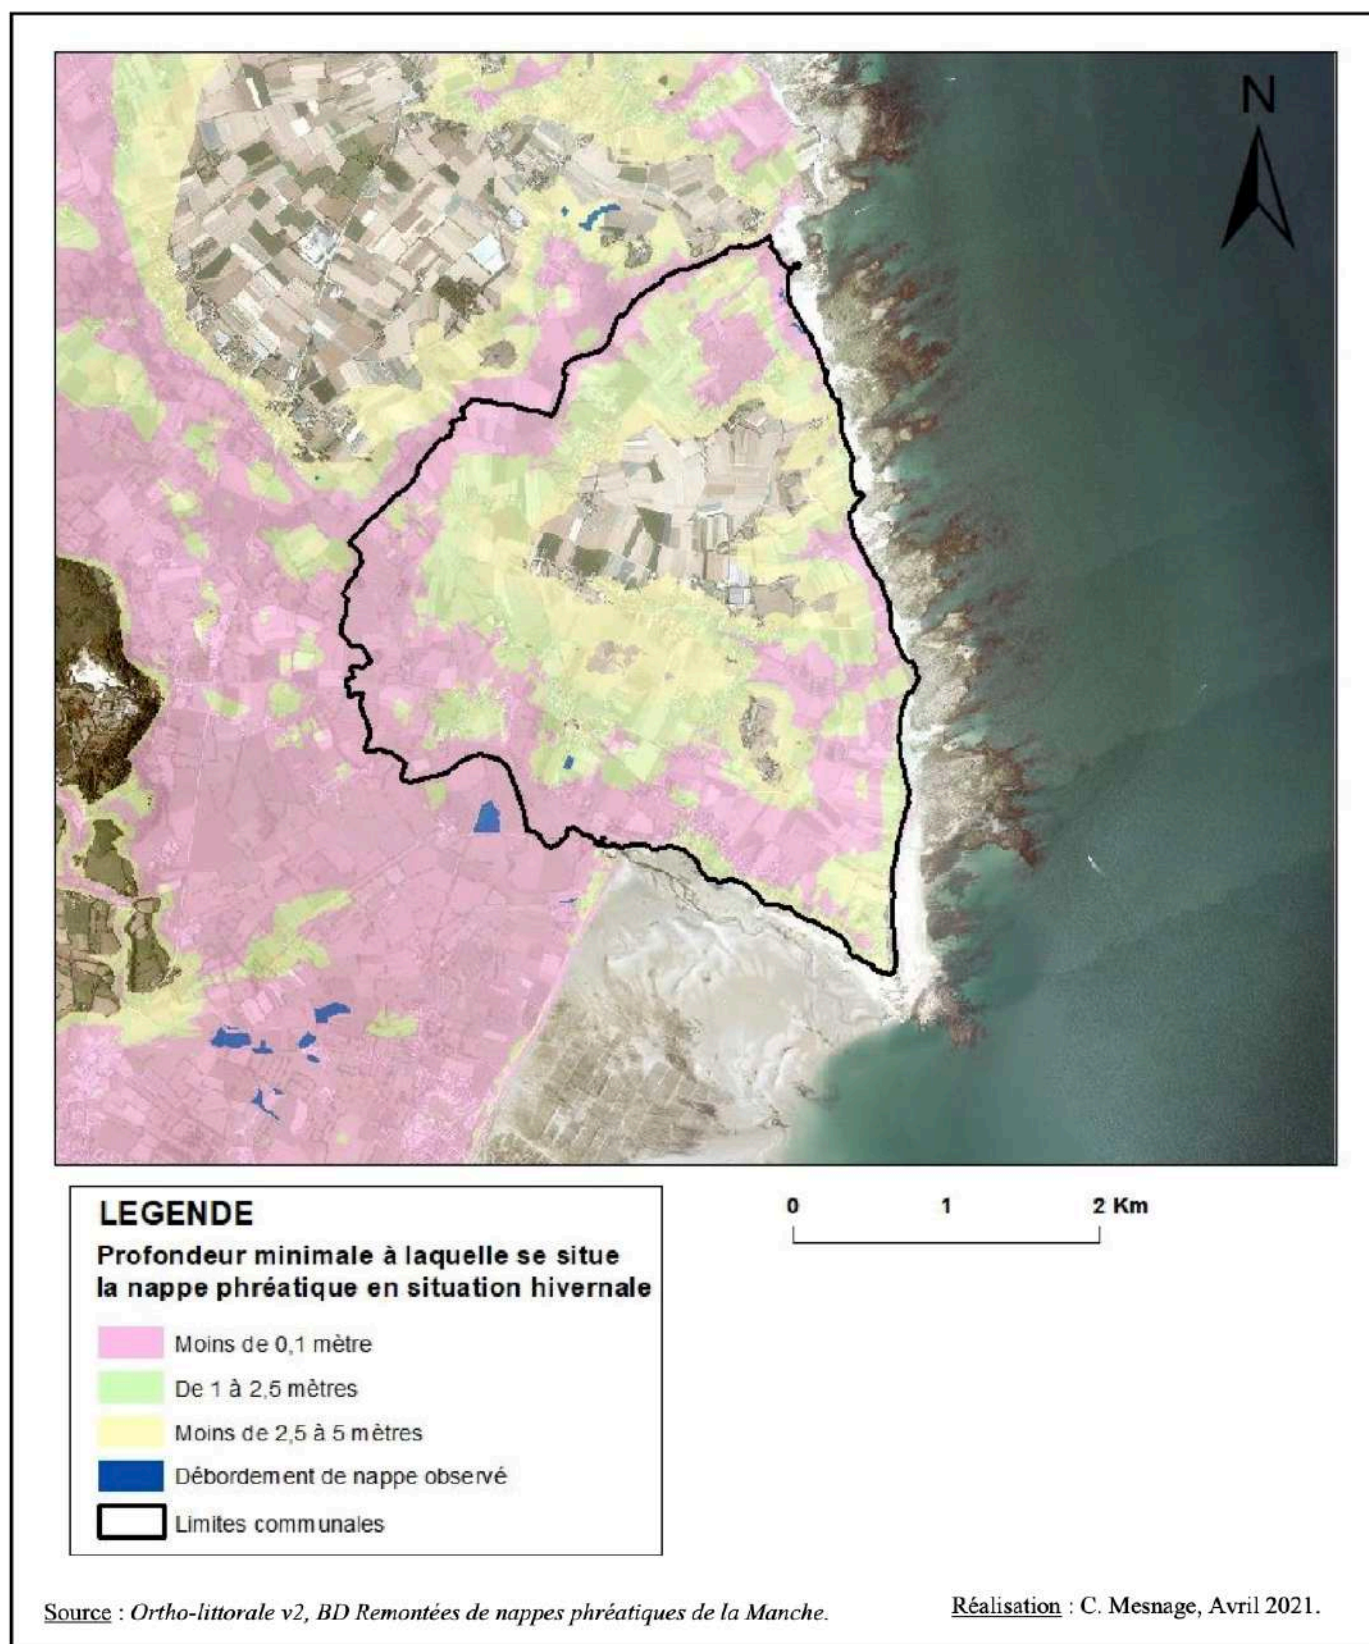 N
0 1 2 Km
LEGENDE
Profondeur minimale à laquelle se situe
la nappe phréatique en situation hivernale
Moins de 0,1 mètre
De 1 à 2,5 mètres
Moins de 2,5 à 5 mètres
Débordement de nappe observé
Limites communales
Source : Ortho-littorale v2, BD Remontées de nappes phréatiques de la Manche.
Réalisation : C. Mesnage, Avril 2021.